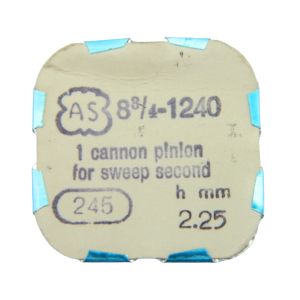 AS 8¾-1240
1 cannon pinion
for sweep second
245 h mm
2.25